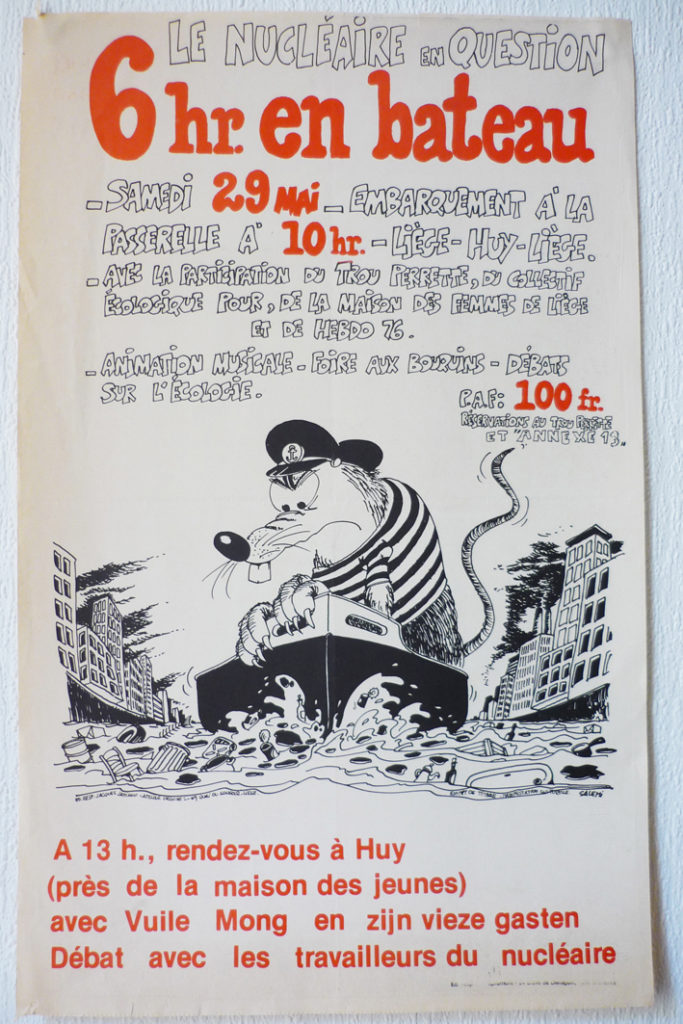 LE NUCLÉAIRE EN QUESTION
6 hr. en bateau
- SAMEDI 29 MAI - EMBARQUEMENT À LA
PASSERELLE À 10 hr. - LIÈGE - HUY - LIÈGE.
- AVEC LA PARTICIPATION DU TROU PERRETTE, DU COLLECTIF
ÉCOLOGIQUE POUR, DE LA MAISON DES FEMMES DE LIÈGE
ET DE HEBDO 76.
- ANIMATION MUSICALE - FOIRE AUX BOUQUINS - DÉBATS
SUR L'ÉCOLOGIE.
P.A.F: 100 fr.
RÉSERVATIONS AU TROU PERRETTE
ET "ANNEXE 13"
A 13 h., rendez-vous à Huy
(près de la maison des jeunes)
avec Vuile Mong en zijn vieze gasten
Débat avec les travailleurs du nucléaire